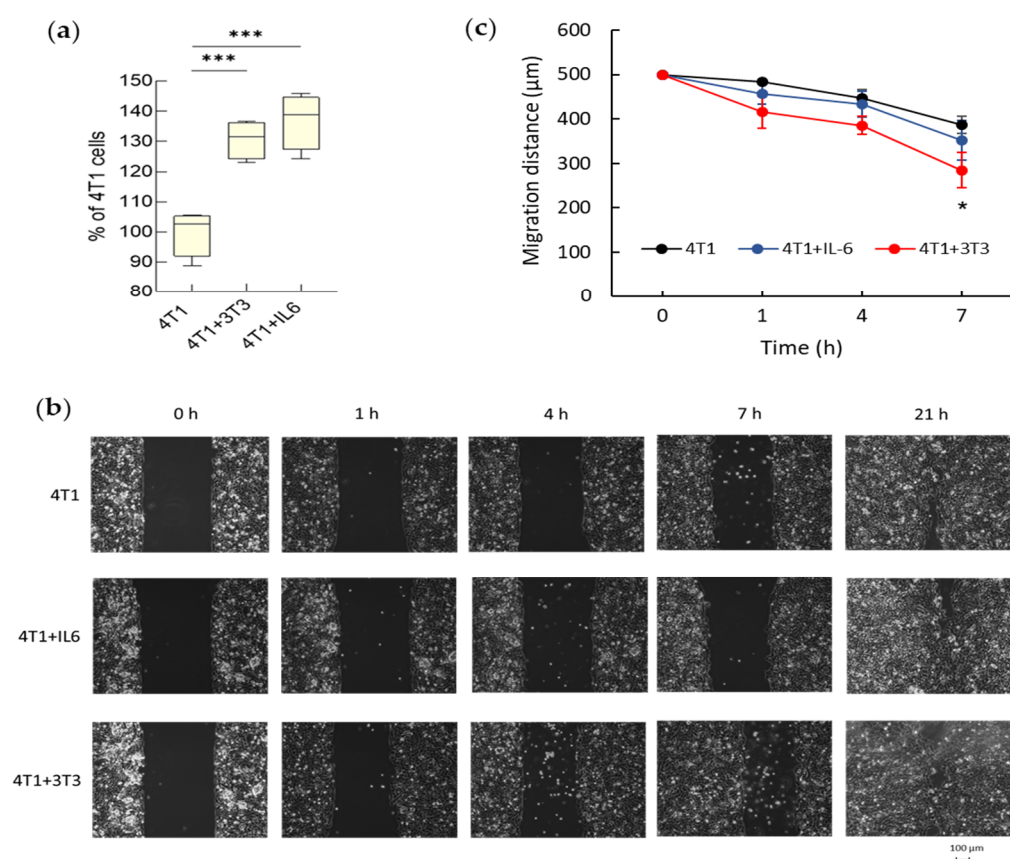 (a)
***
***
150
140
130
120
110
100
90
80
% of 4T1 cells
4T1
4T1+3T3
4T1+IL6
(c)
600
500
400
300
200
100
0
Migration distance (µm)
4T1
4T1+IL-6
4T1+3T3
*
0
1
4
7
Time (h)
(b)
0 h
1 h
4 h
7 h
21 h
4T1
4T1+IL6
4T1+3T3
100 µm